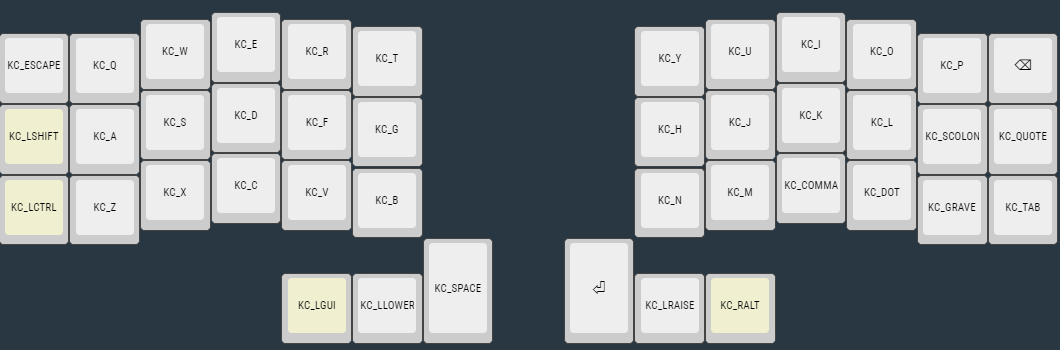 KC_ESCAPE KC_Q KC_W KC_E KC_R KC_T KC_Y KC_U KC_I KC_O KC_P ⌫
KC_LSHIFT KC_A KC_S KC_D KC_F KC_G KC_H KC_J KC_K KC_L KC_SCOLON KC_QUOTE
KC_LCTRL KC_Z KC_X KC_C KC_V KC_B KC_N KC_M KC_COMMA KC_DOT KC_GRAVE KC_TAB
KC_LGUI KC_LLOWER KC_SPACE ⏎ KC_LRAISE KC_RALT